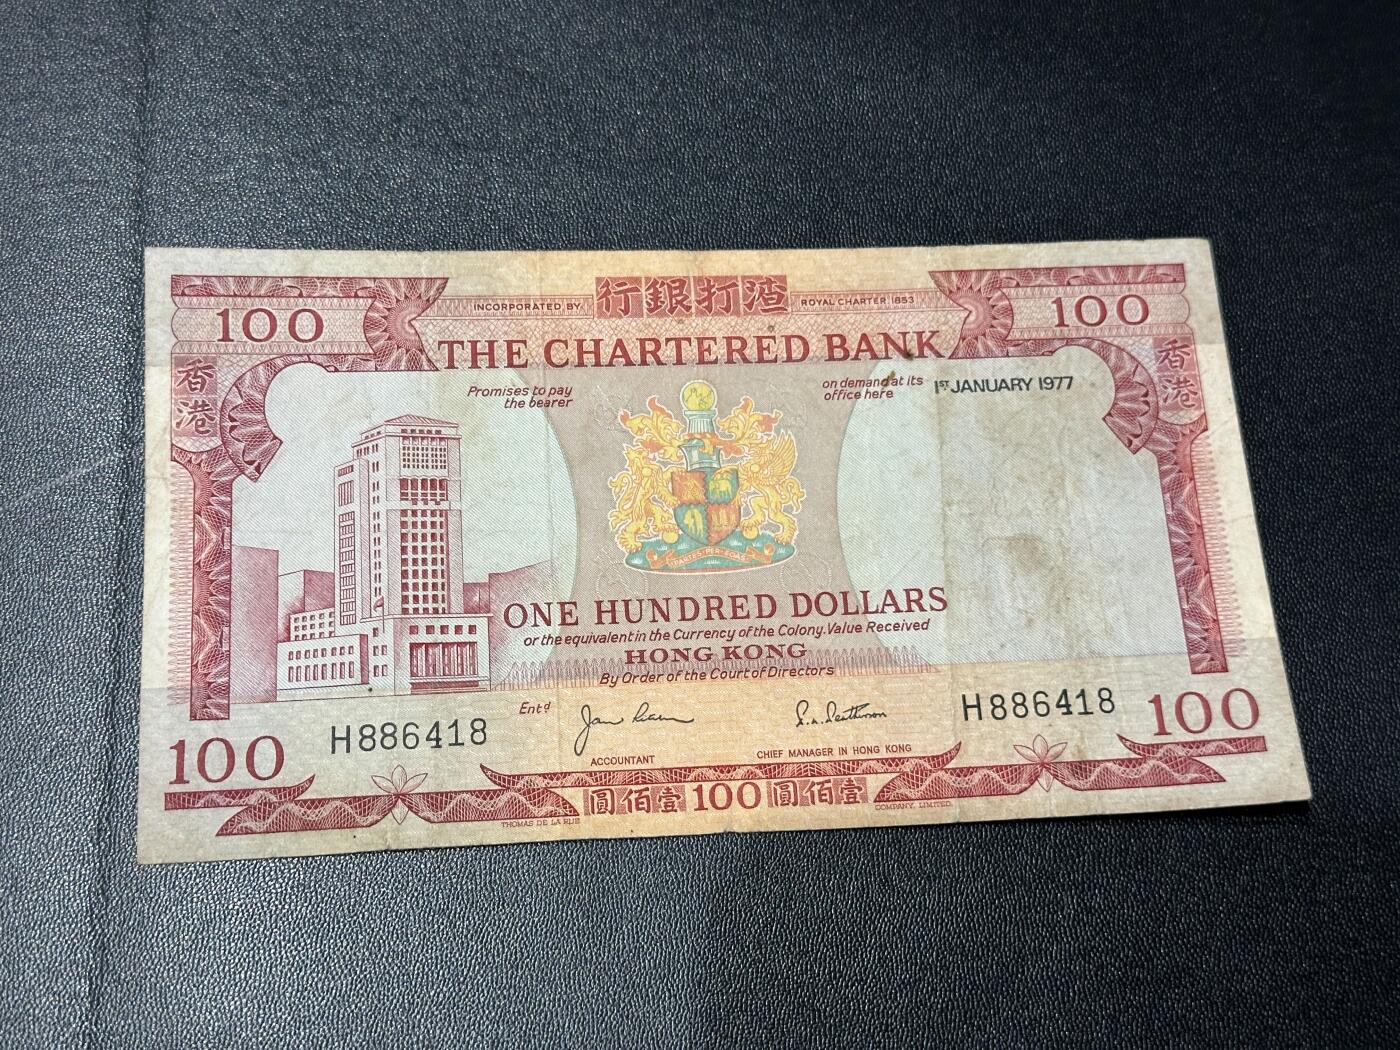 INCORPORATED BY 行銀打渣 ROYAL CHARTER 1853
100
100
THE CHARTERED BANK
香港
香港
Promises to pay
the bearer
on demand at its
office here
1ST JANUARY 1977
ONE HUNDRED DOLLARS
or the equivalent in the Currency of the Colony. Value Received
HONG KONG
By Order of the Court of Directors
Entd
H886418
H886418
ACCOUNTANT
CHIEF MANAGER IN HONG KONG
100
100
圓佰壹 100 圓佰壹
THOMAS DE LA RUE
COMPANY, LIMITED.